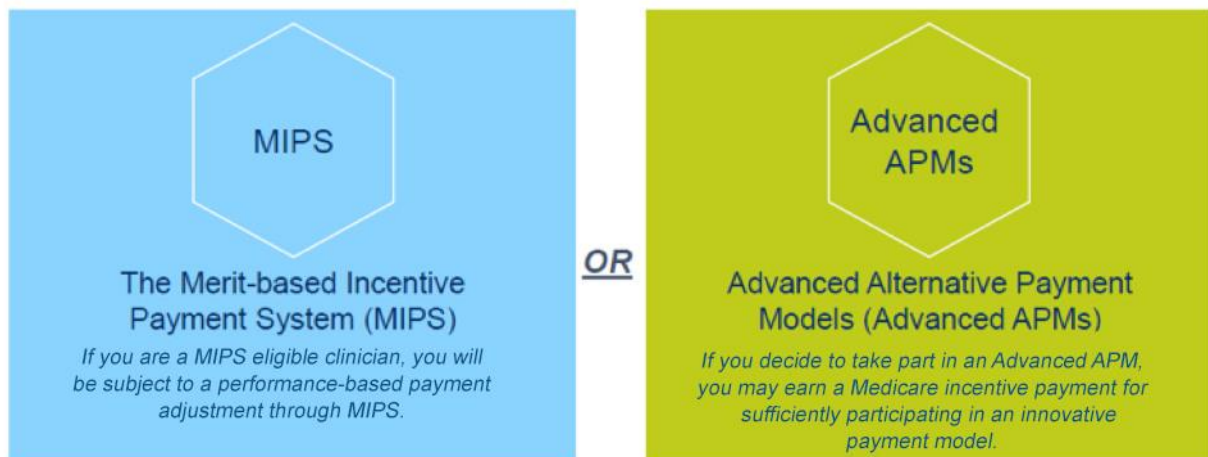 MIPS
The Merit-based Incentive
Payment System (MIPS)
If you are a MIPS eligible clinician, you will
be subject to a performance-based payment
adjustment through MIPS.
OR
Advanced
APMs
Advanced Alternative Payment
Models (Advanced APMs)
If you decide to take part in an Advanced APM,
you may earn a Medicare incentive payment for
sufficiently participating in an innovative
payment model.